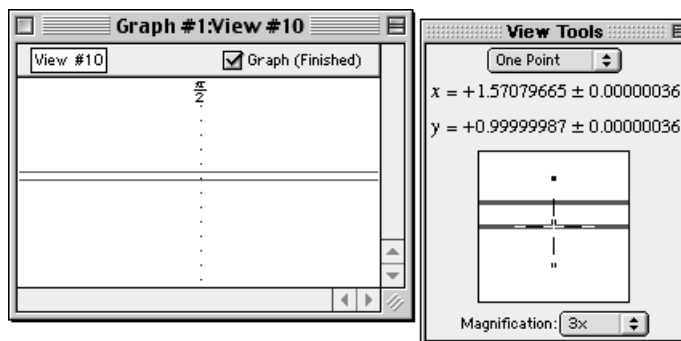 Graph #1:View #10
View #10
Graph (Finished)
π
2
View Tools
One Point
x = +1.57079665 ± 0.00000036
y = +0.99999987 ± 0.00000036
Magnification: 3x